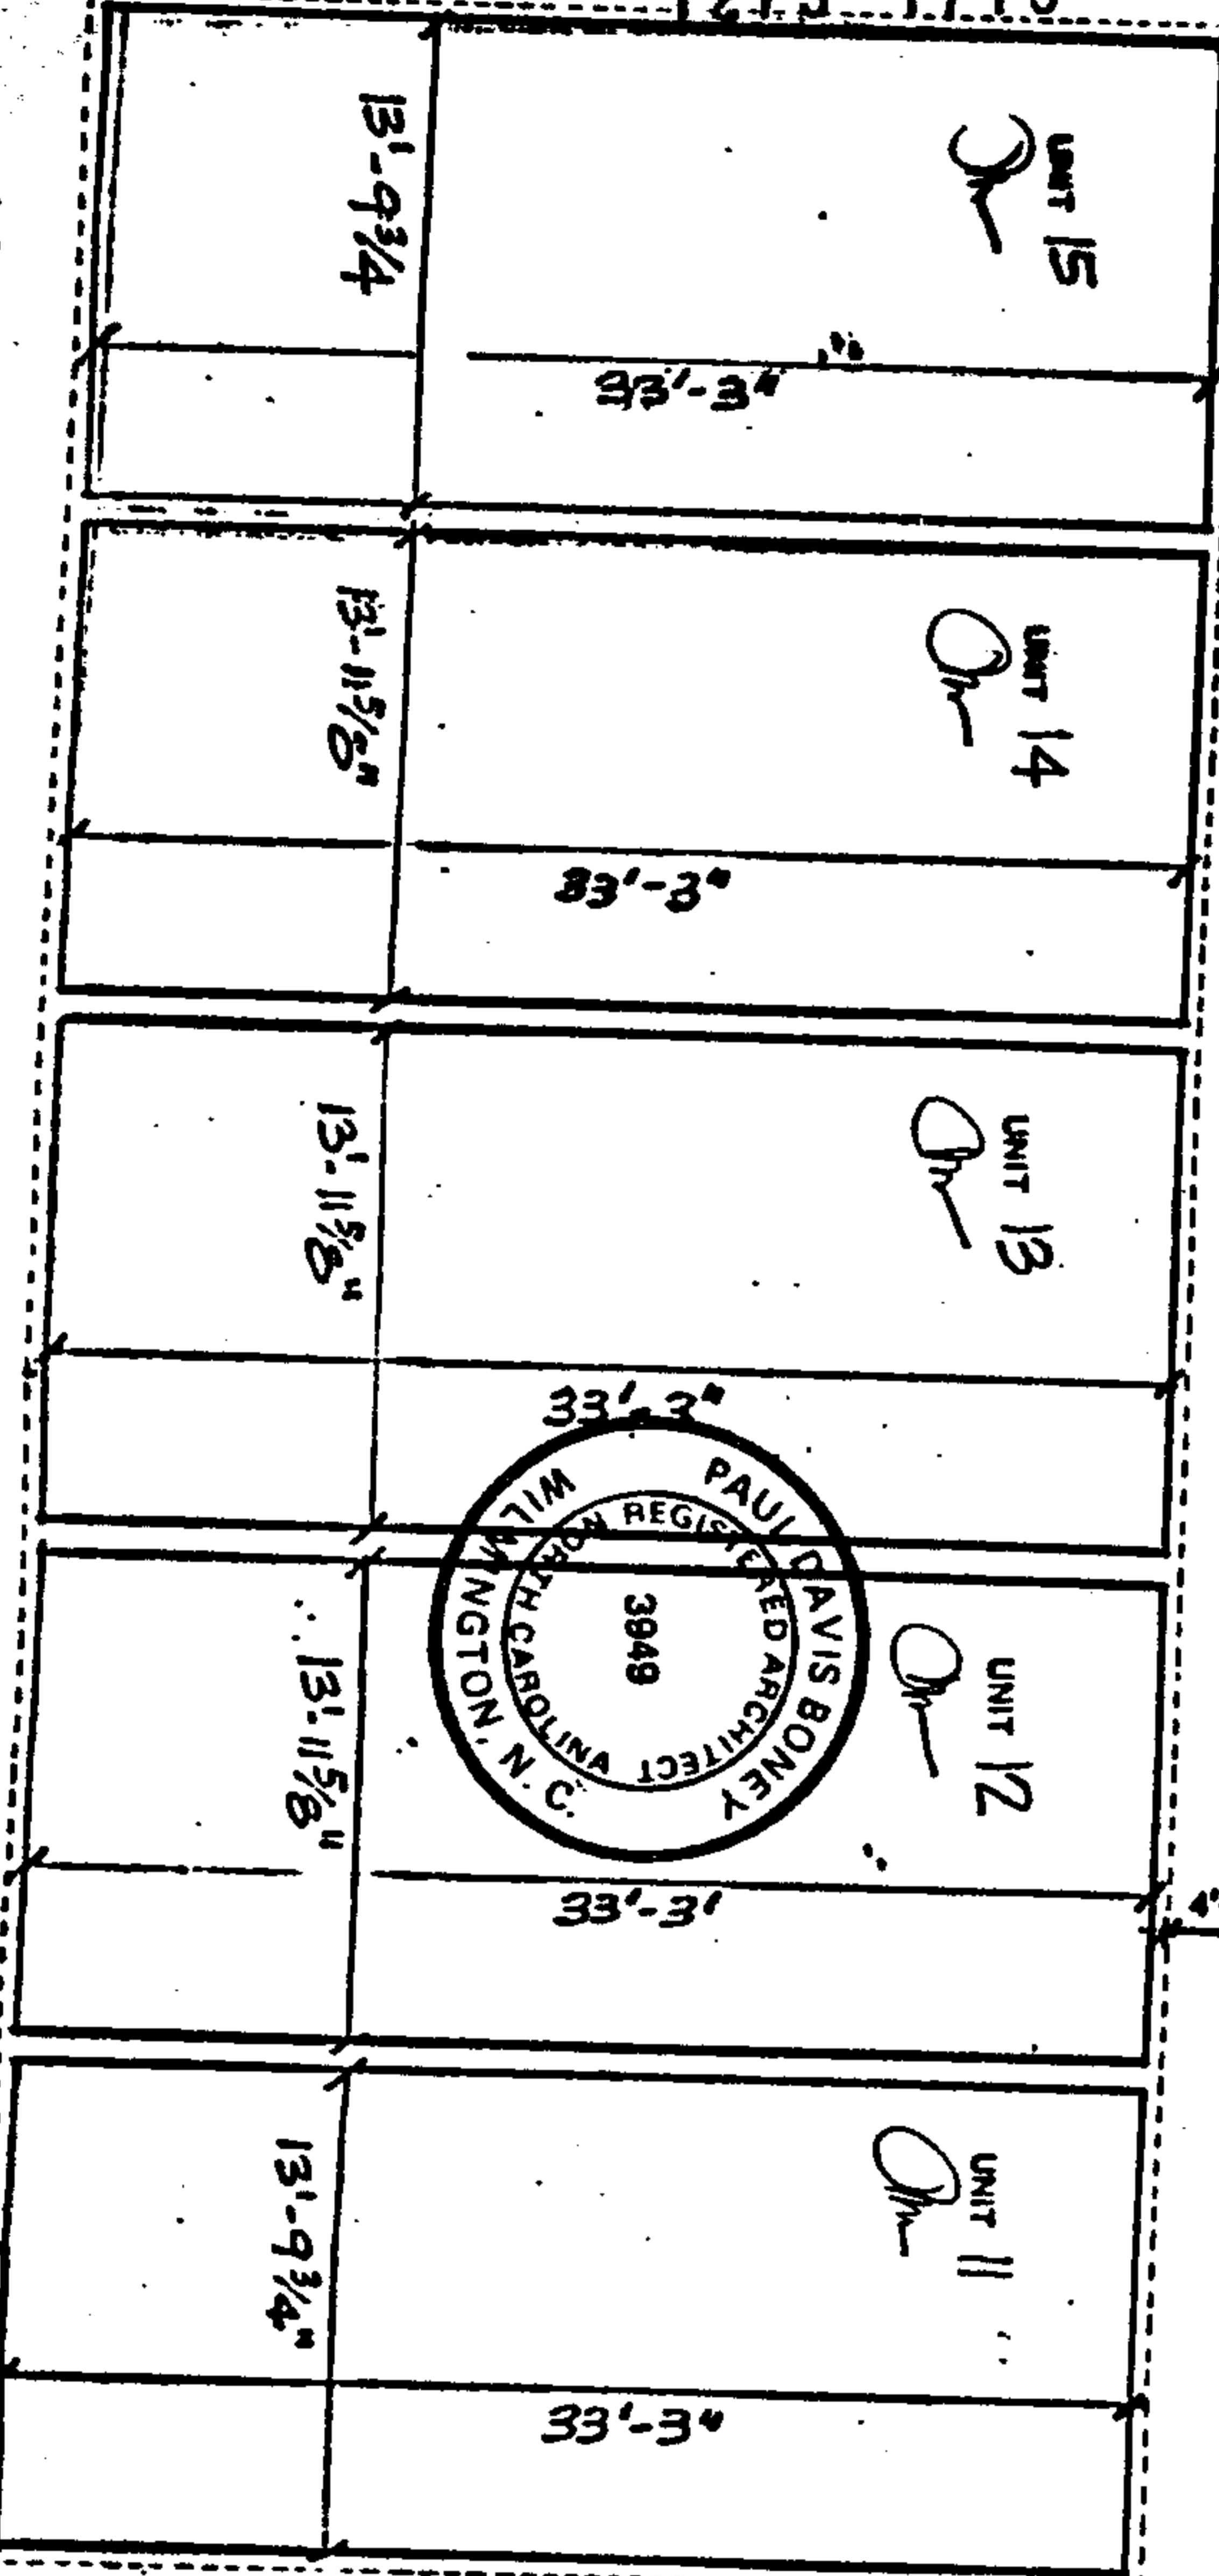 UNIT 15
13'-9 3/4
33'-3"
UNIT 14
13'-11 5/8"
33'-3"
UNIT 13
13'-11 5/8"
33'-3"
PAUL DAVIS BONEY
WILMINGTON, N. C.
REGISTERED ARCHITECT
NORTH CAROLINA
3949
UNIT 12
13'-11 5/8"
33'-3'
4'
UNIT 11
13'-9 3/4"
33'-3"